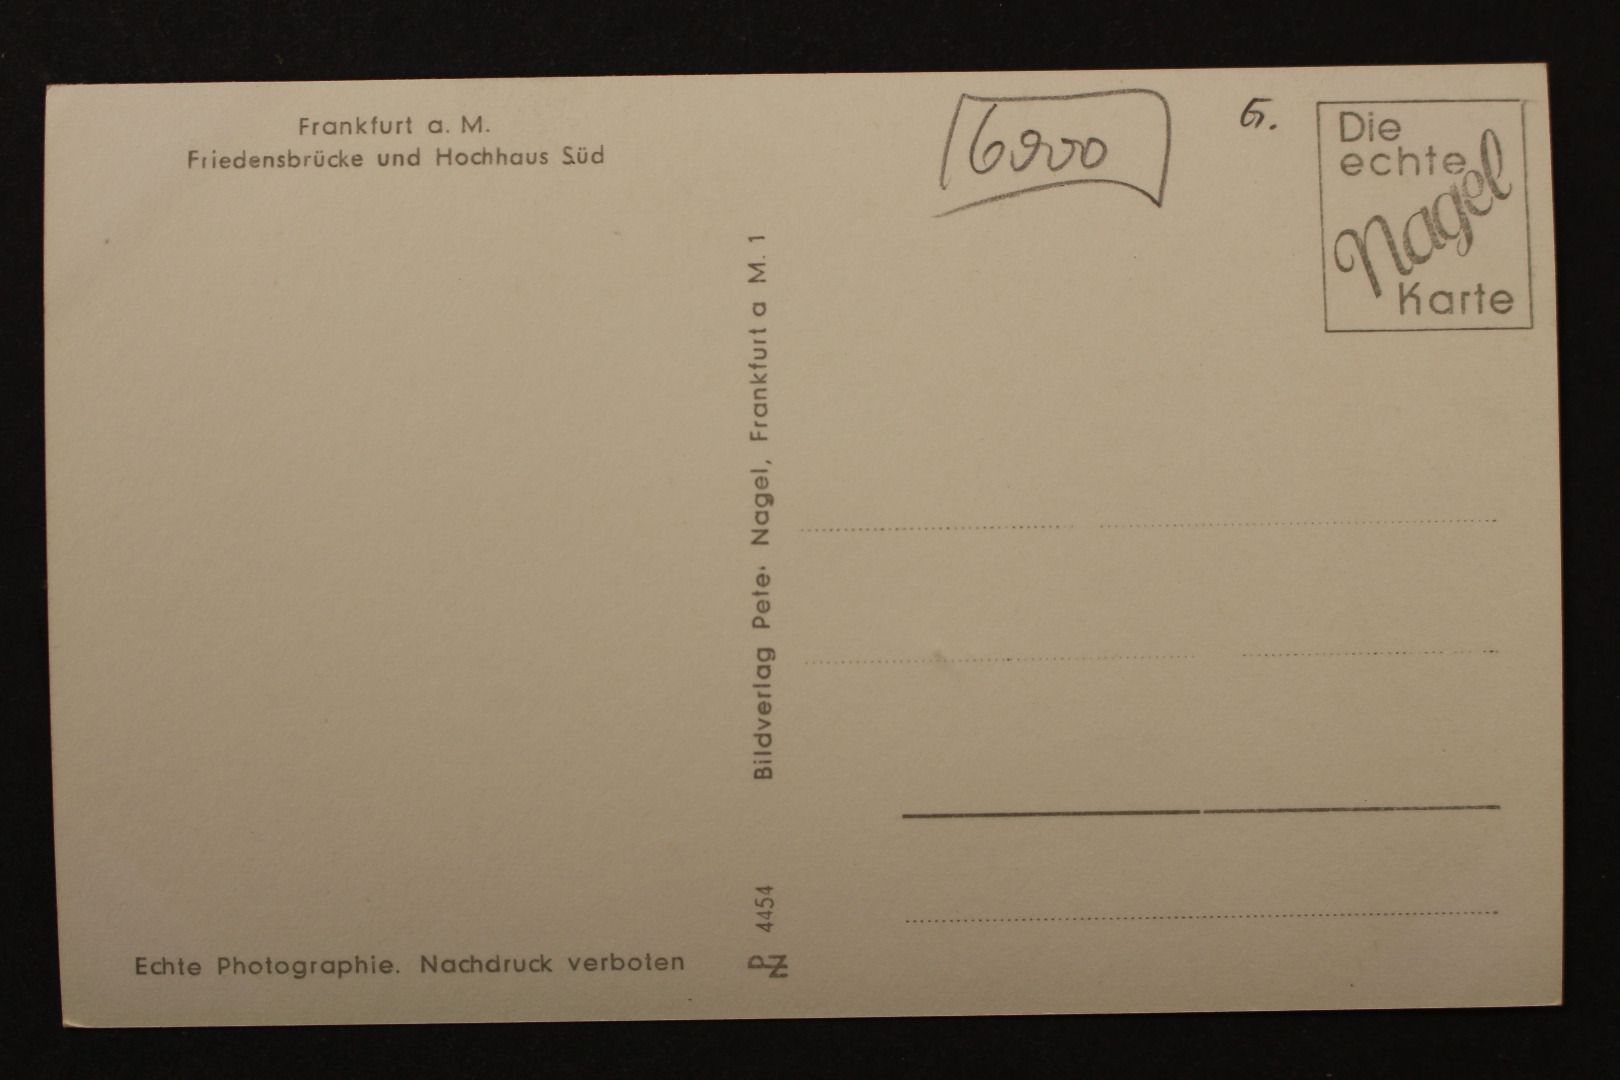 Frankfurt a. M.
Friedensbrücke und Hochhaus Süd
6000
G.
Die
echte
Nagel
Karte
Bildverlag Peter Nagel, Frankfurt a M. 1
4454
Echte Photographie. Nachdruck verboten